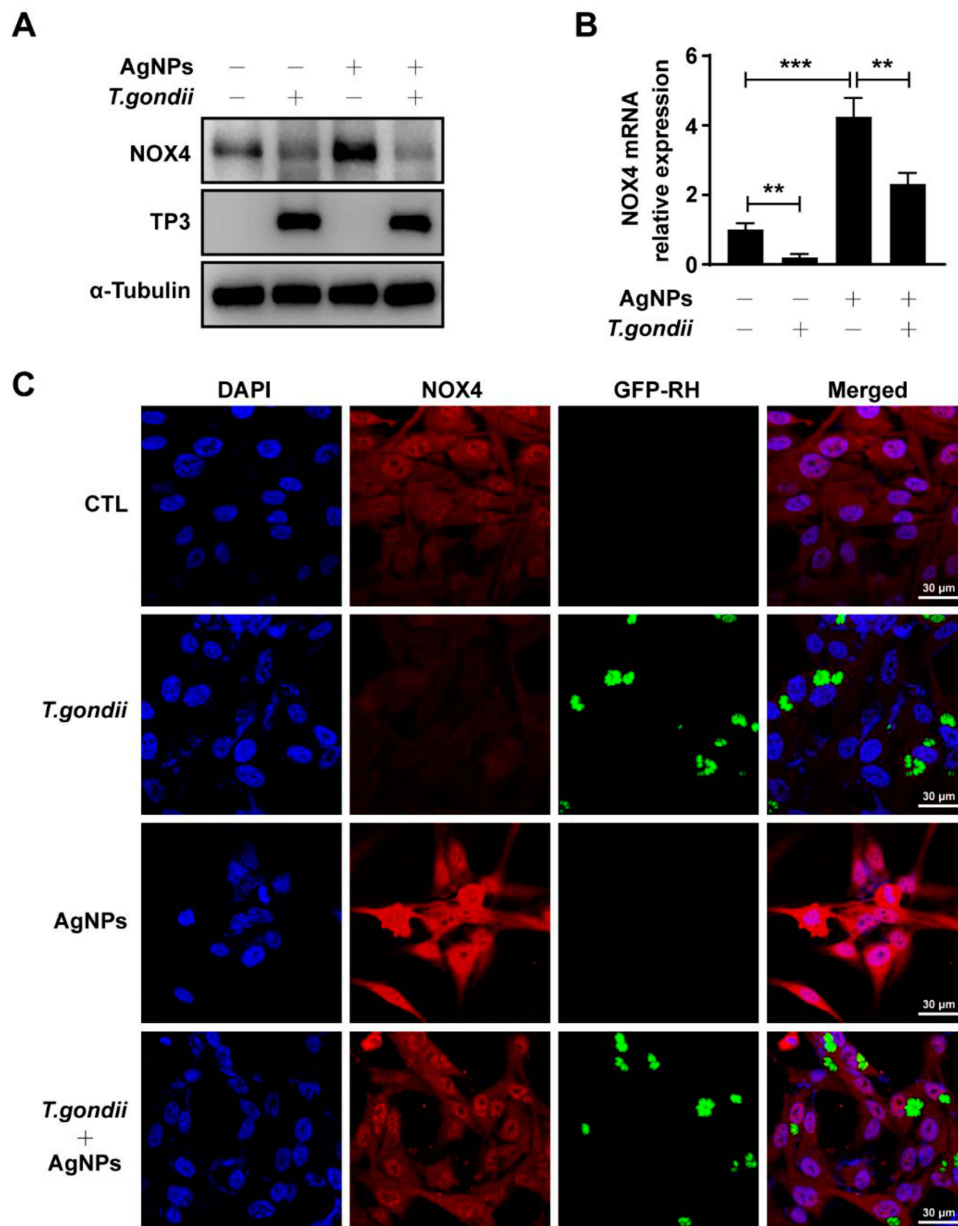 A
AgNPs − − + +
T.gondii − + − +
NOX4
TP3
α-Tubulin
B
NOX4 mRNA
relative expression
6
4
2
0
***
**
**
AgNPs − − + +
T.gondii − + − +
C
DAPI NOX4 GFP-RH Merged
CTL
30 µm
T.gondii
30 µm
AgNPs
30 µm
T.gondii
+
AgNPs
30 µm